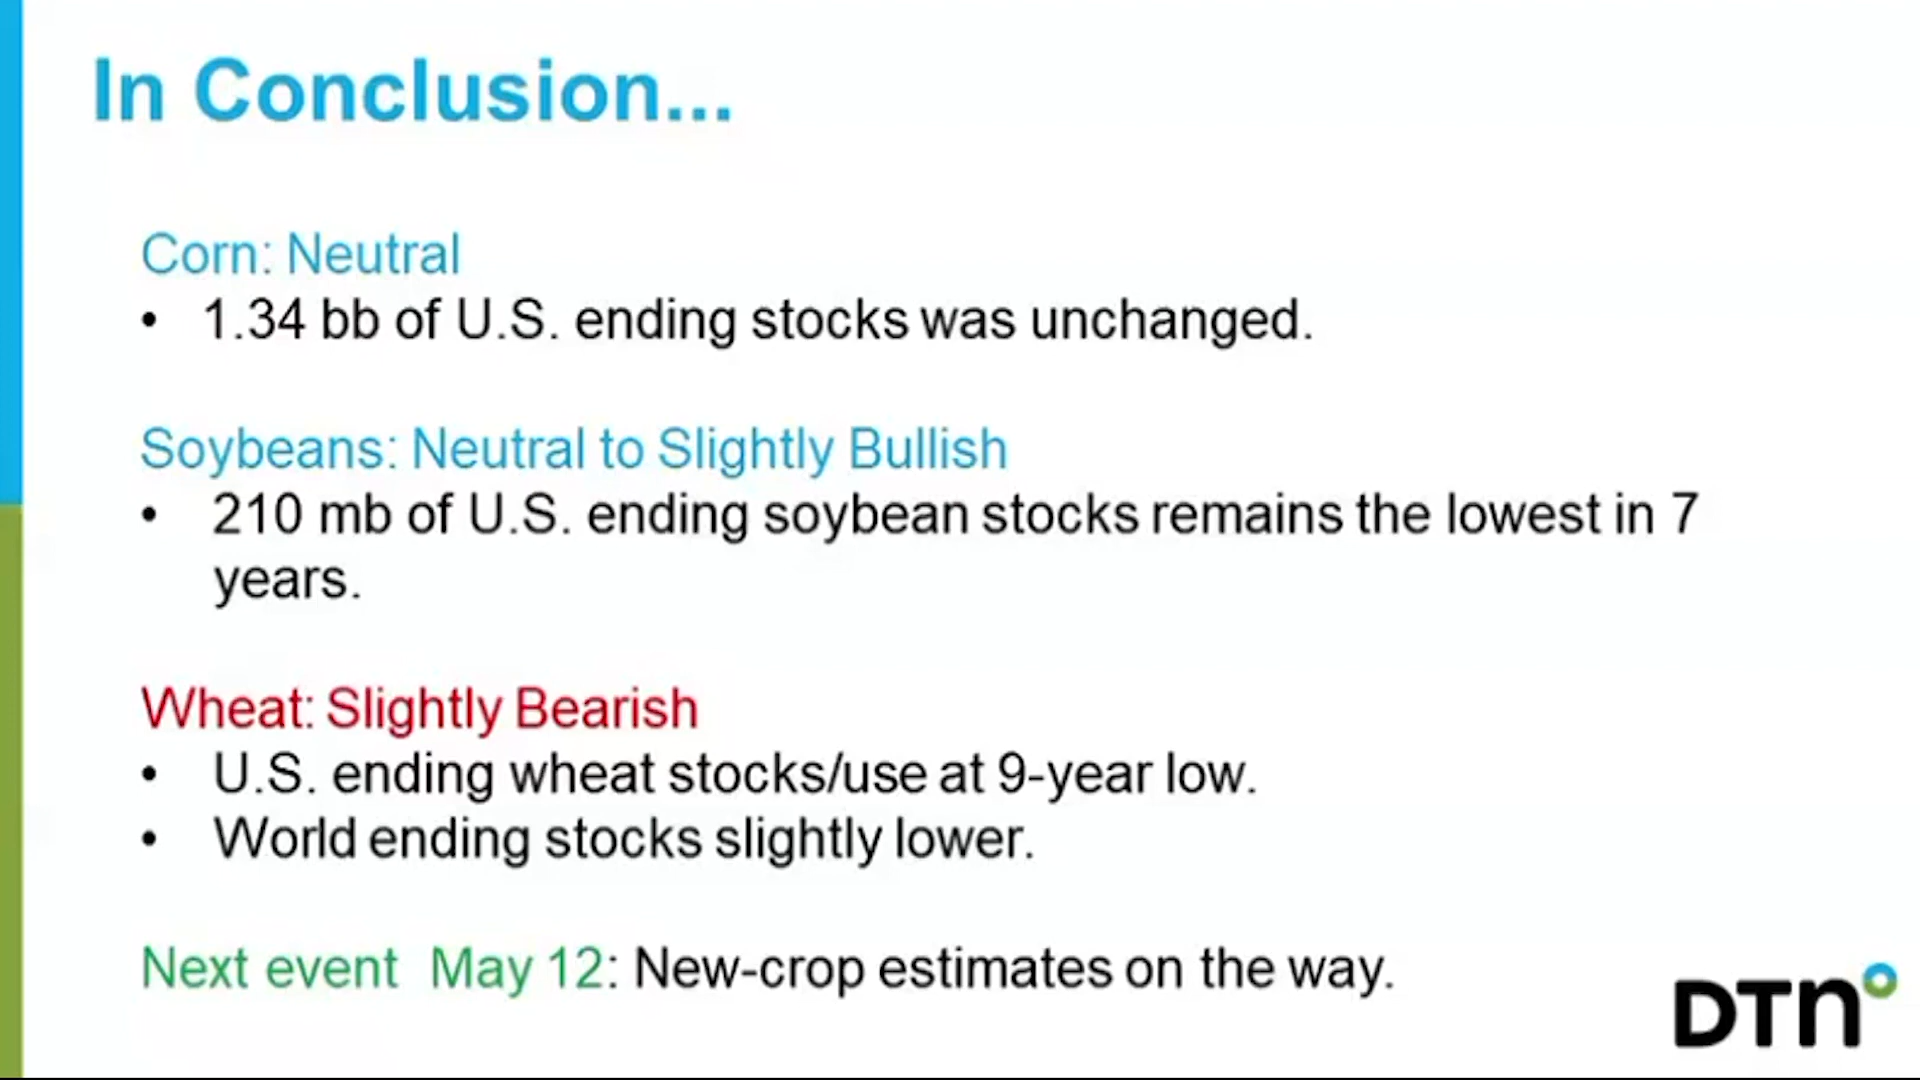 In Conclusion...
Corn: Neutral
• 1.34 bb of U.S. ending stocks was unchanged.
Soybeans: Neutral to Slightly Bullish
• 210 mb of U.S. ending soybean stocks remains the lowest in 7
years.
Wheat: Slightly Bearish
• U.S. ending wheat stocks/use at 9-year low.
• World ending stocks slightly lower.
Next event May 12: New-crop estimates on the way.
DTN